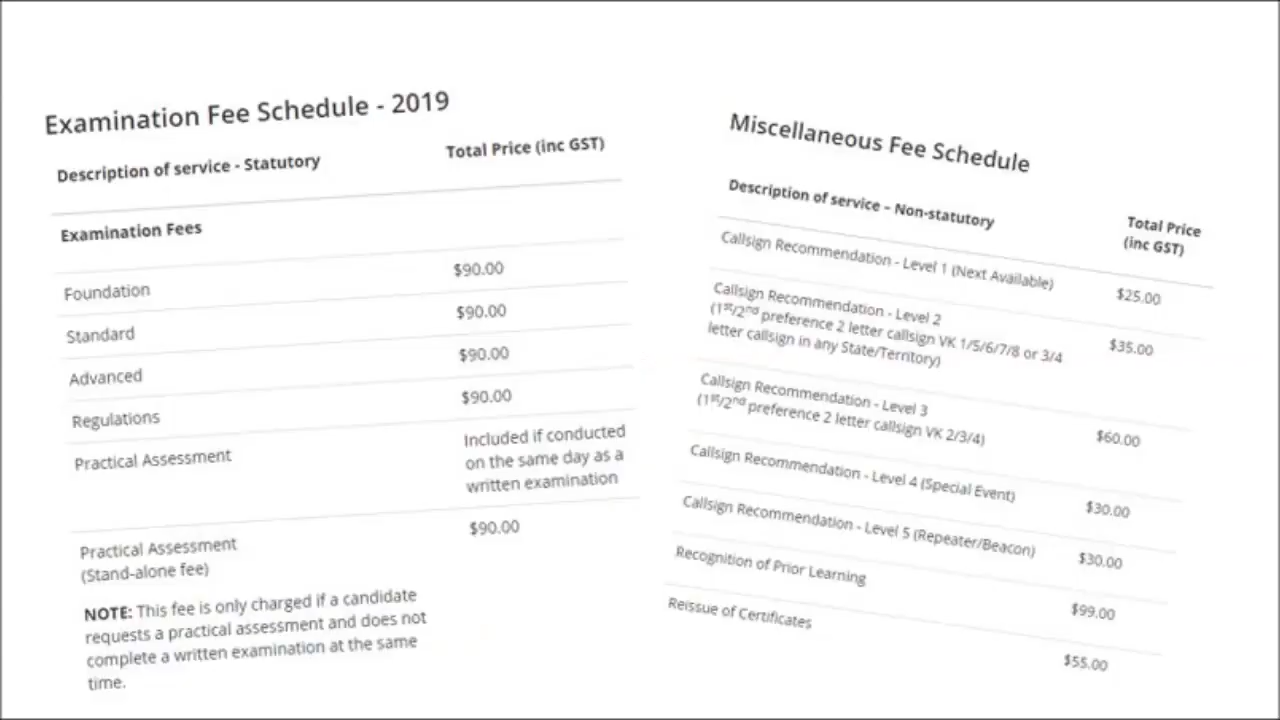 Examination Fee Schedule - 2019
Description of service - Statutory Total Price (inc GST)
Examination Fees
Foundation $90.00
Standard $90.00
Advanced $90.00
Regulations $90.00
Practical Assessment Included if conducted
on the same day as a
written examination
Practical Assessment $90.00
(Stand-alone fee)
NOTE: This fee is only charged if a candidate
requests a practical assessment and does not
complete a written examination at the same
time.
Miscellaneous Fee Schedule
Description of service – Non-statutory Total Price
(inc GST)
Callsign Recommendation - Level 1 (Next Available) $25.00
Callsign Recommendation - Level 2
(1st/2nd preference 2 letter callsign VK 1/5/6/7/8 or 3/4 $35.00
letter callsign in any State/Territory)
Callsign Recommendation - Level 3
(1st/2nd preference 2 letter callsign VK 2/3/4) $60.00
Callsign Recommendation - Level 4 (Special Event) $30.00
Callsign Recommendation - Level 5 (Repeater/Beacon) $30.00
Recognition of Prior Learning $99.00
Reissue of Certificates $55.00